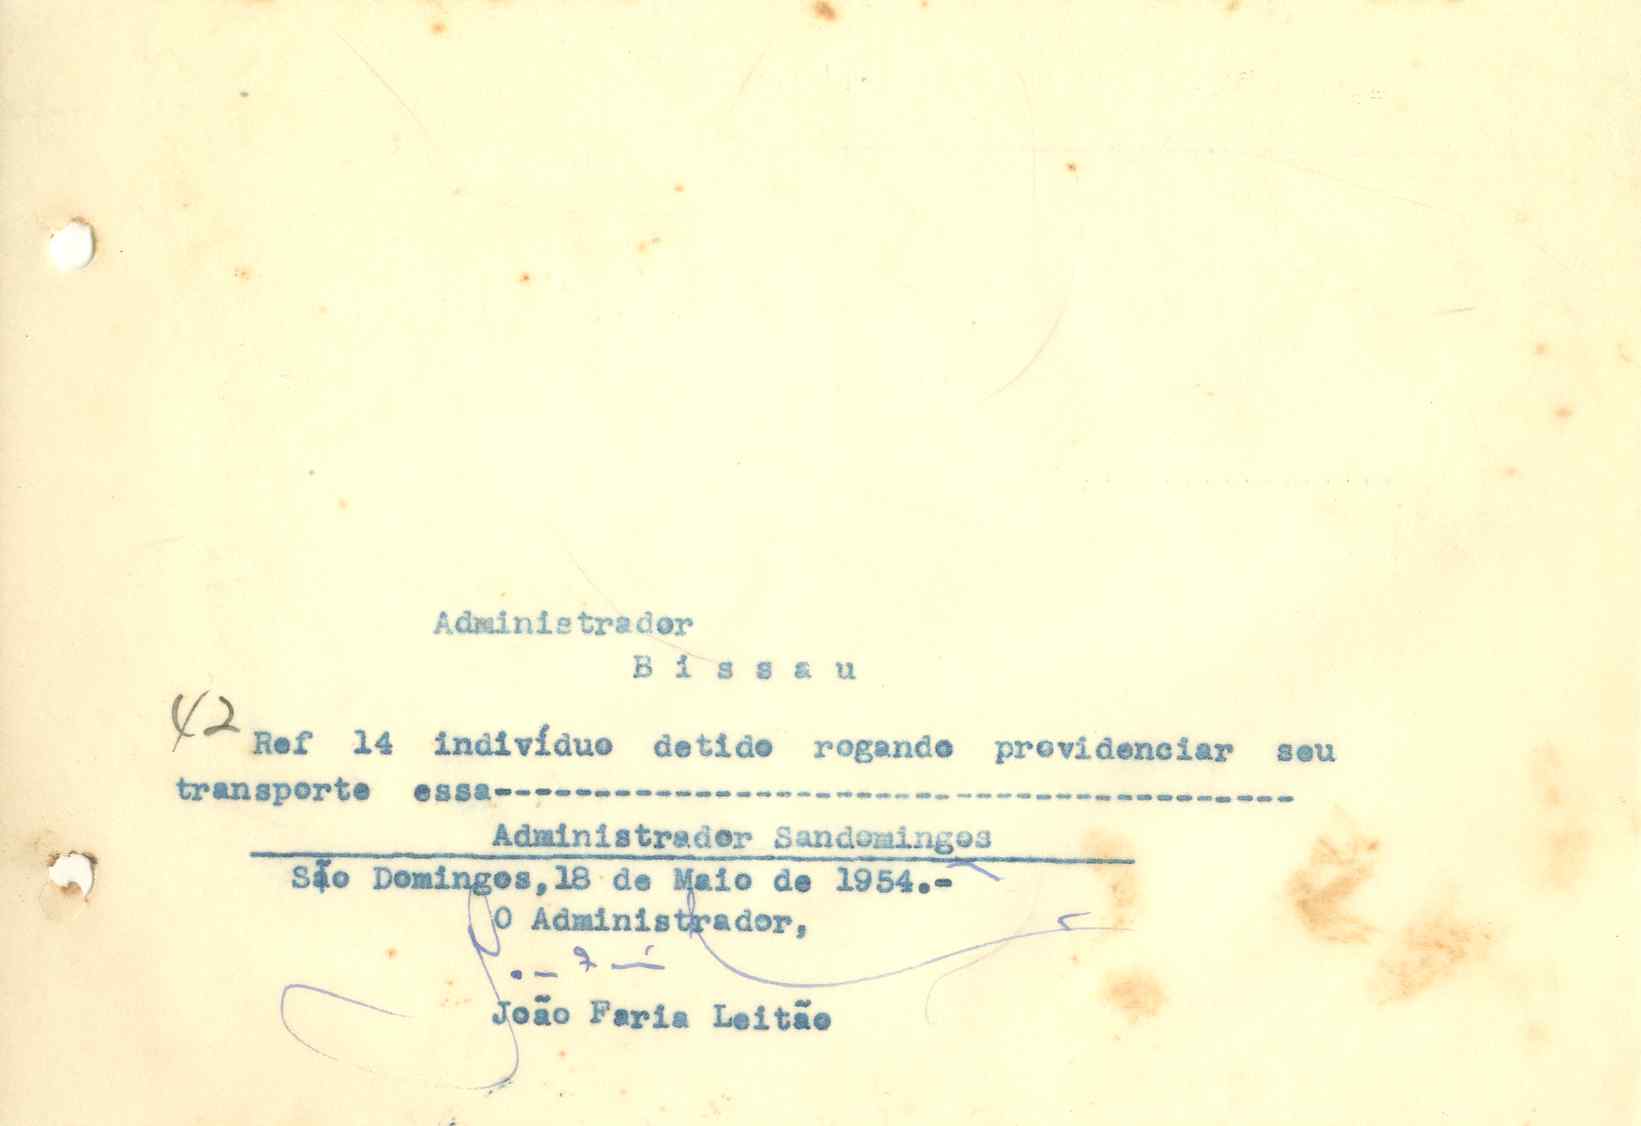 Administrador
B i s s a u
42
Ref 14 indivíduo detido rogando providenciar seu
transporte essa----------------------------------------
Administrador Sandomingos
São Domingos,18 de Maio de 1954.-
O Administrador,
João Faria Leitão